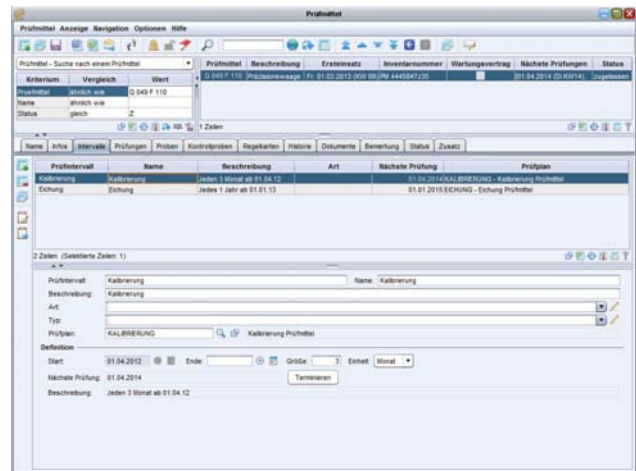 Prüfmittel
Prüfmittel Anzeige Navigation Optionen Hilfe
Prüfmittel - Suche nach einem Prüfmittel
Kriterium Vergleich Wert
Pruefmittel ähnlich wie Q 049 F 110
Name ähnlich wie
Status gleich Z
Prüfmittel Beschreibung Ersteinsatz Inventarnummer Wartungsvertrag Nächste Prüfungen Status
Q 049 F 110 Präzisionswaage Fr. 01.03.2013 (KW 09) PM 4445847z35 01.04.2014 (DI KW14), Zugelassen
1 Zeilen
Name Infos Intervalle Prüfungen Proben Kontrollproben Regelkarten Historie Dokumente Bemerkung Status Zusatz
Prüfintervall Name Beschreibung Art Nächste Prüfung Prüfplan
Kalibrierung Kalibrierung Jeden 3 Monat ab 01.04.12 01.04.2014 KALIBRIERUNG - Kalibrierung Prüfmittel
Eichung Eichung Jedes 1 Jahr ab 01.01.13 01.01.2015 EICHUNG - Eichung Prüfmittel
2 Zeilen (Selektierte Zeilen: 1)
Prüfintervall: Kalibrierung Name: Kalibrierung
Beschreibung: Kalibrierung
Art:
Typ:
Prüfplan: KALIBRIERUNG Kalibrierung Prüfmittel
Definition
Start: 01.04.2012 Ende: Größe: 3 Einheit: Monat
Nächste Prüfung: 01.04.2014 Terminieren
Beschreibung: Jeden 3 Monat ab 01.04.12